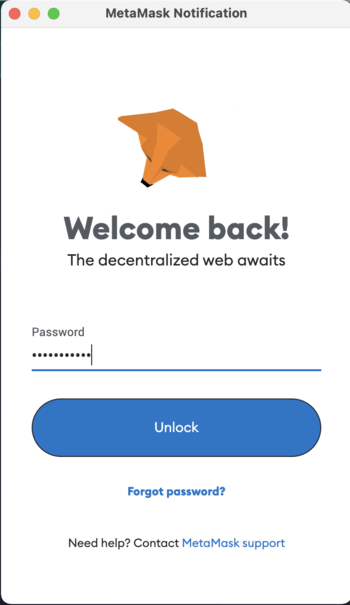 MetaMask Notification
Welcome back!
The decentralized web awaits
Password
•••••••••••
Unlock
Forgot password?
Need help? Contact MetaMask support